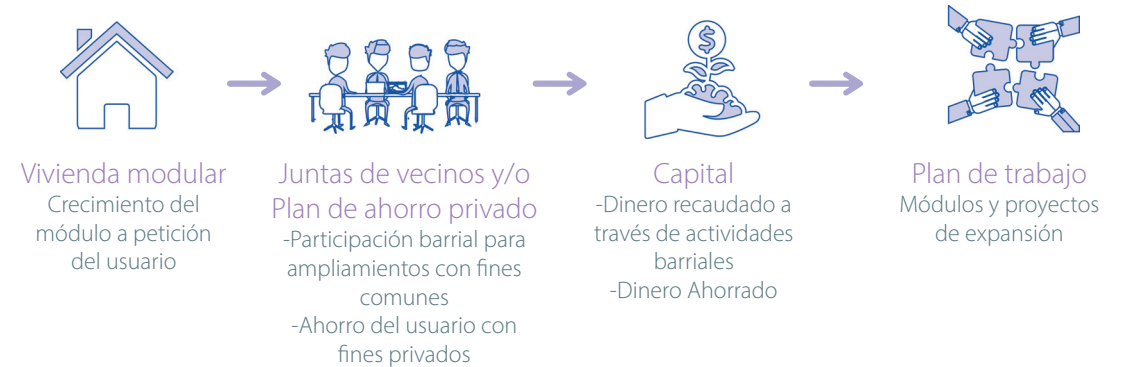 $
Vivienda modular
Crecimiento del
módulo a petición
del usuario
Juntas de vecinos y/o
Plan de ahorro privado
-Participación barrial para
ampliamientos con fines
comunes
-Ahorro del usuario con
fines privados
Capital
-Dinero recaudado a
través de actividades
barriales
-Dinero Ahorrado
Plan de trabajo
Módulos y proyectos
de expansión